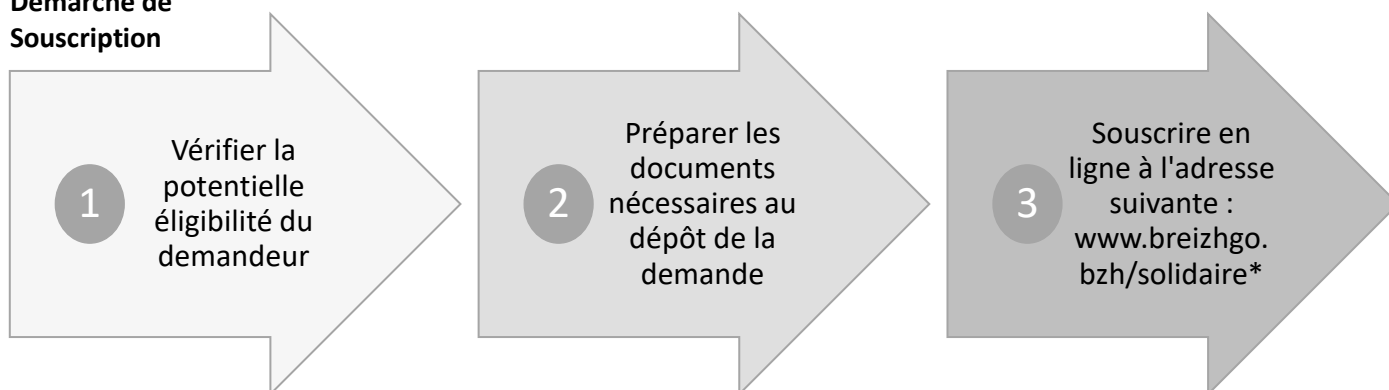 Démarche de
Souscription
1
Vérifier la
potentielle
éligibilité du
demandeur
2
Préparer les
documents
nécessaires au
dépôt de la
demande
3
Souscrire en
ligne à l'adresse
suivante :
www.breizhgo.
bzh/solidaire*